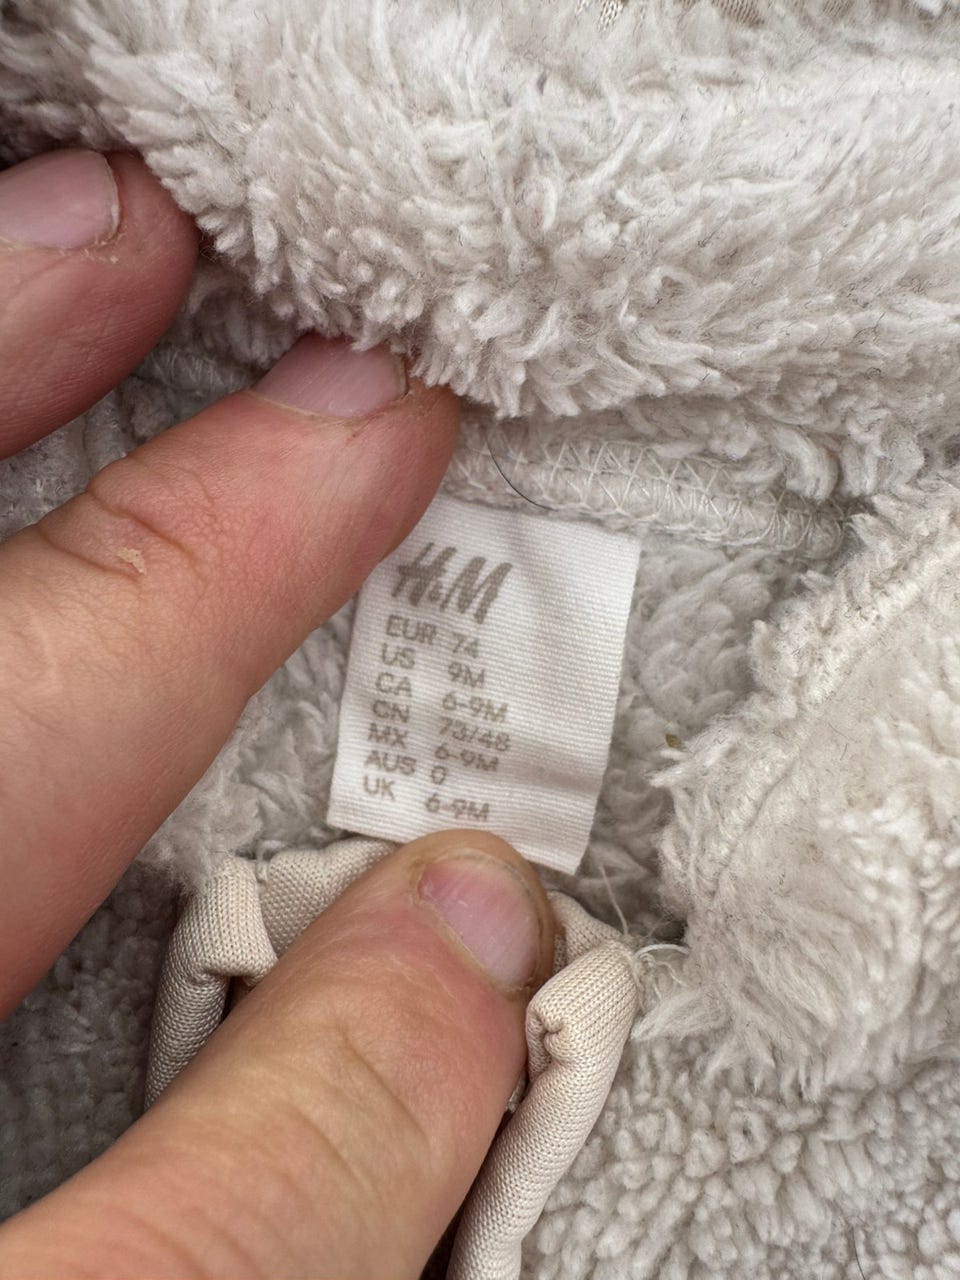 H&M
EUR 74
US 9M
CA 6-9M
CN 73/48
MX 6-9M
AUS 0
UK 6-9M